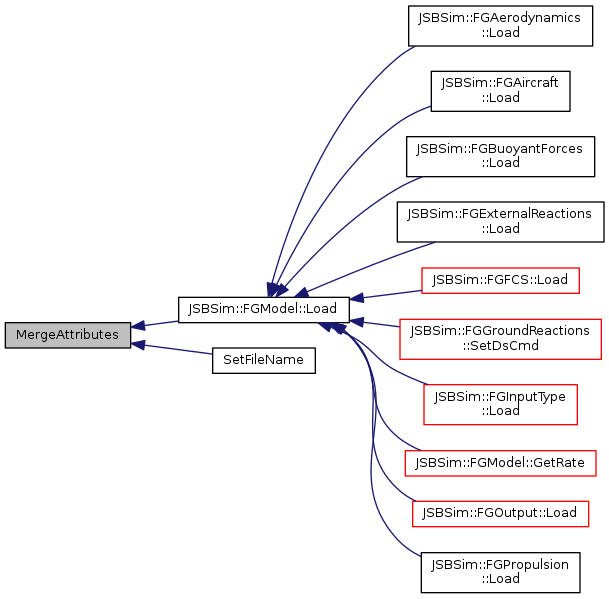 JSBSim::FGAerodynamics
::Load
JSBSim::FGAircraft
::Load
JSBSim::FGBuoyantForces
::Load
JSBSim::FGExternalReactions
::Load
JSBSim::FGFCS::Load
JSBSim::FGModel::Load
MergeAttributes
JSBSim::FGGroundReactions
::SetDsCmd
SetFileName
JSBSim::FGInputType
::Load
JSBSim::FGModel::GetRate
JSBSim::FGOutput::Load
JSBSim::FGPropulsion
::Load